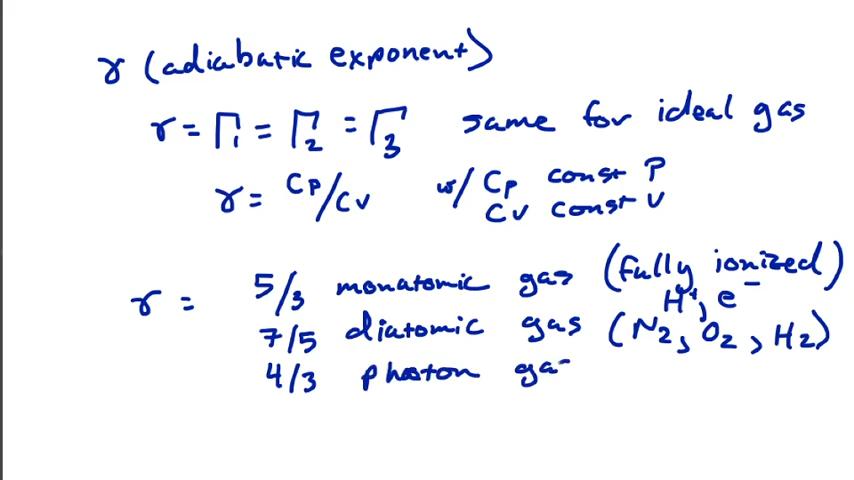 γ (adiabatic exponent)
γ = Γ₁ = Γ₂ = Γ₃ same for ideal gas
γ = Cp/Cv w/ Cp const P
Cv const V
γ = 5/3 monatomic gas (fully ionized)
H⁺, e⁻
7/5 diatomic gas (N₂, O₂, H₂)
4/3 photon ga